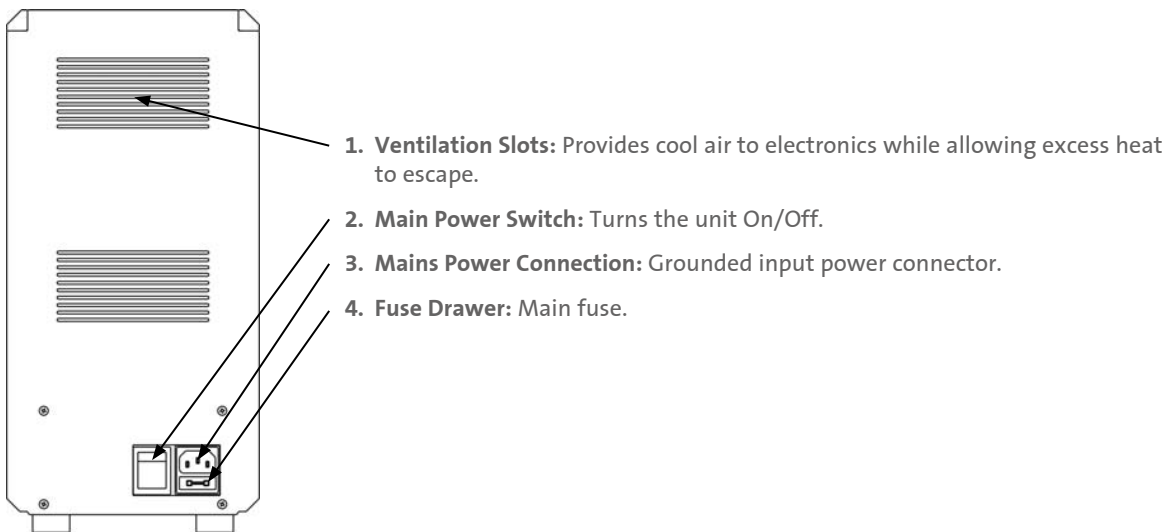 1. Ventilation Slots: Provides cool air to electronics while allowing excess heat
to escape.
2. Main Power Switch: Turns the unit On/Off.
3. Mains Power Connection: Grounded input power connector.
4. Fuse Drawer: Main fuse.